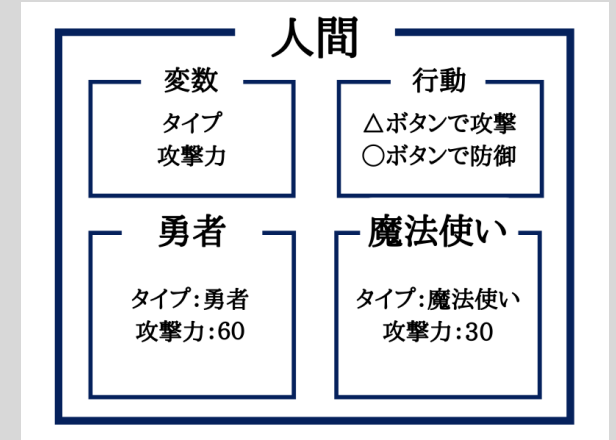 人間
変数
タイプ
攻撃力
行動
△ボタンで攻撃
〇ボタンで防御
勇者
タイプ:勇者
攻撃力:60
魔法使い
タイプ:魔法使い
攻撃力:30